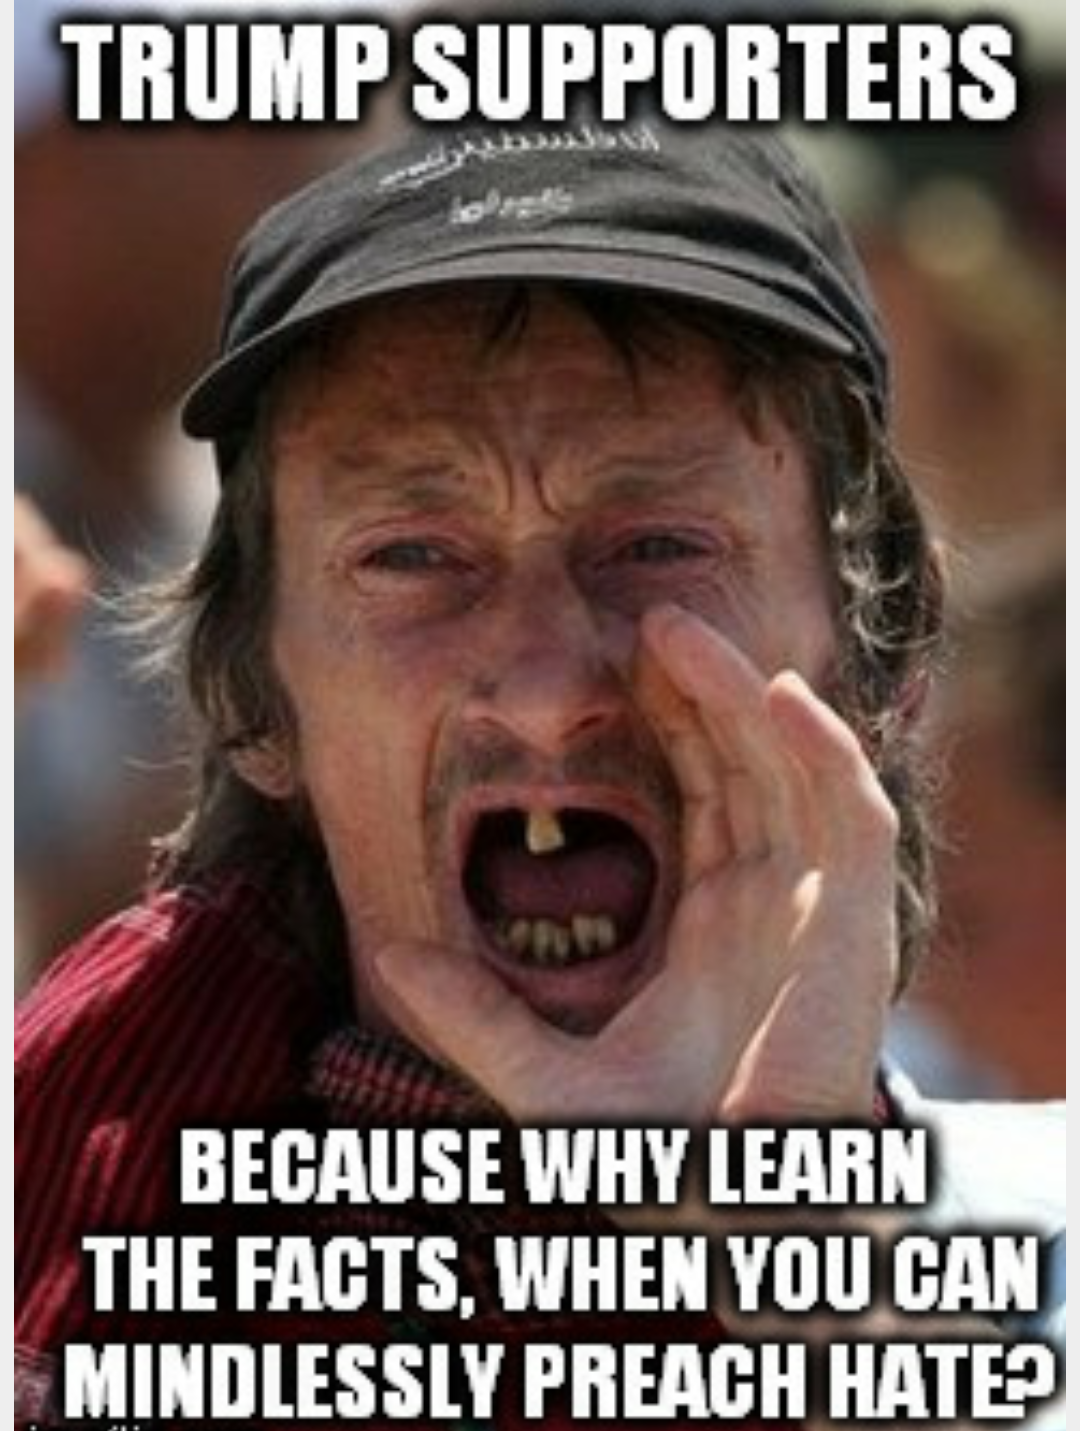 TRUMP SUPPORTERS
BECAUSE WHY LEARN
THE FACTS, WHEN YOU CAN
MINDLESSLY PREACH HATE?